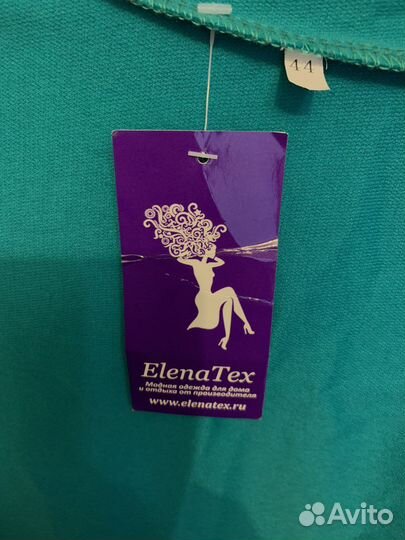 44
ElenaTex
Модная одежда для дома
и отдыха от производителя
www.elenatex.ru
Avito